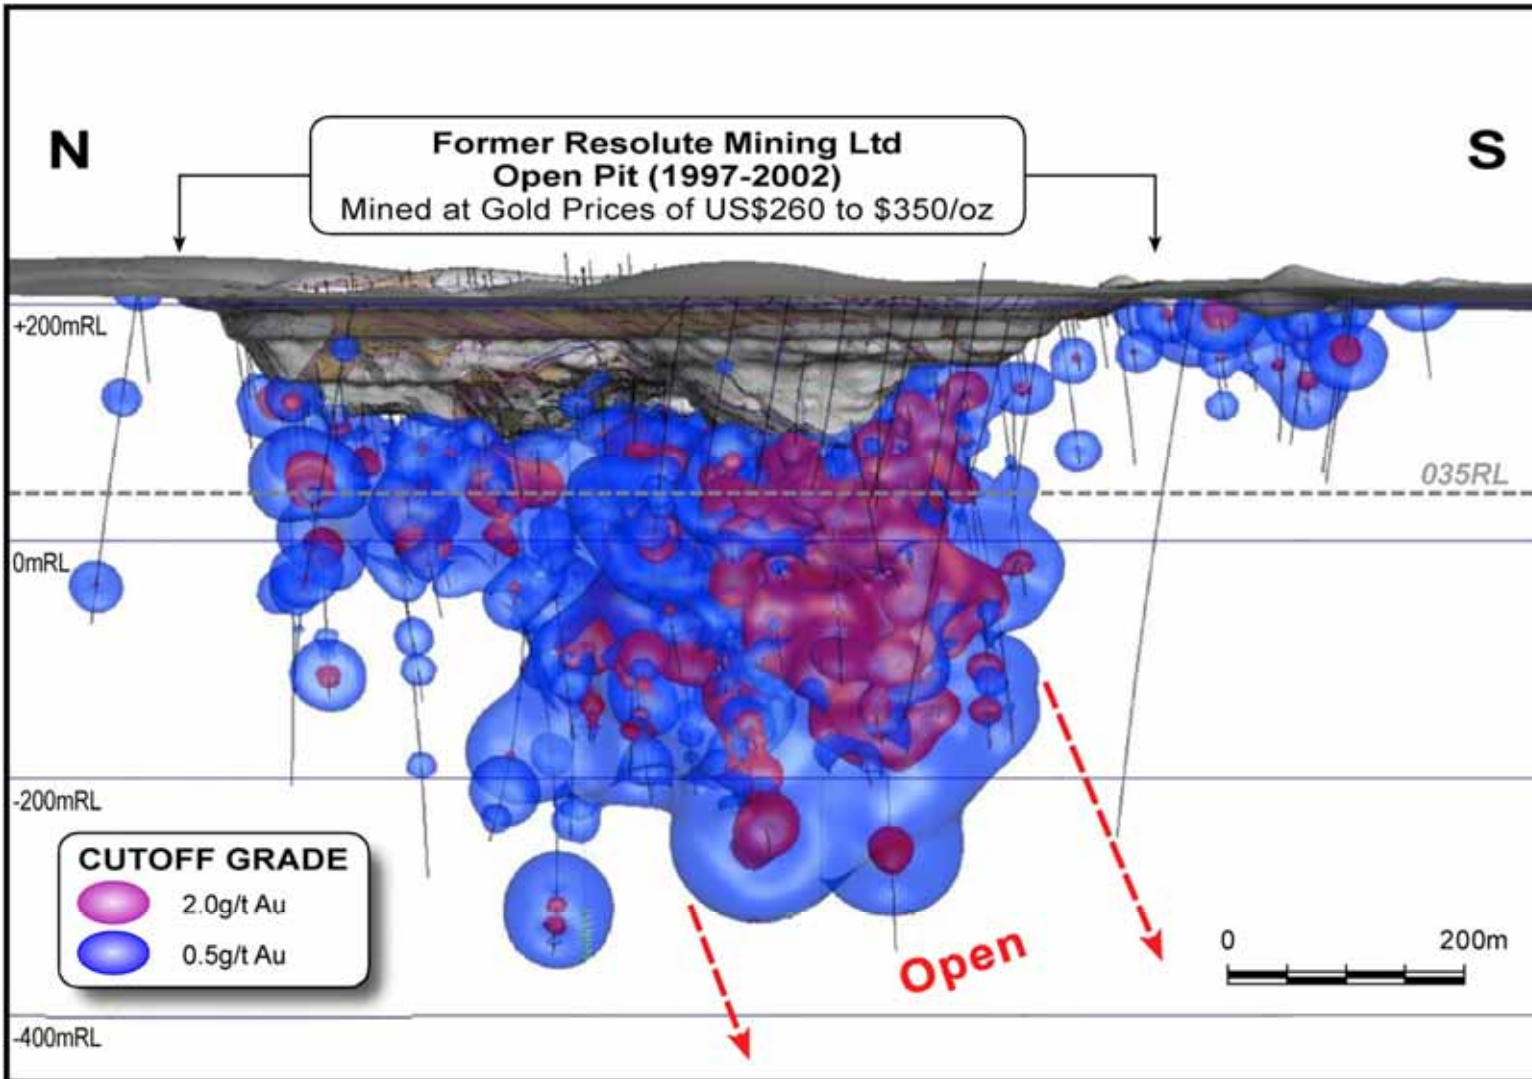 N
Former Resolute Mining Ltd
Open Pit (1997-2002)
Mined at Gold Prices of US$260 to $350/oz
S
+200mRL
035RL
0mRL
-200mRL
CUTOFF GRADE
2.0g/t Au
0.5g/t Au
Open
0 200m
-400mRL